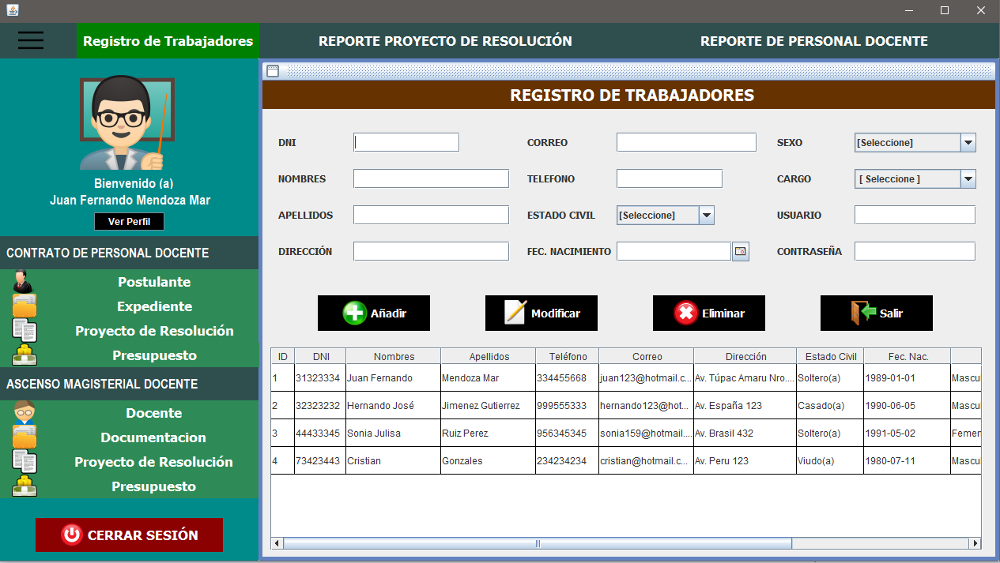 Registro de Trabajadores REPORTE PROYECTO DE RESOLUCIÓN REPORTE DE PERSONAL DOCENTE
Bienvenido (a)
Juan Fernando Mendoza Mar
Ver Perfil
CONTRATO DE PERSONAL DOCENTE
Postulante
Expediente
Proyecto de Resolución
Presupuesto
ASCENSO MAGISTERIAL DOCENTE
Docente
Documentacion
Proyecto de Resolución
Presupuesto
CERRAR SESIÓN
REGISTRO DE TRABAJADORES
DNI CORREO SEXO [Seleccione]
NOMBRES TELEFONO CARGO [ Seleccione ]
APELLIDOS ESTADO CIVIL [Seleccione] USUARIO
DIRECCIÓN FEC. NACIMIENTO CONTRASEÑA
Añadir Modificar Eliminar Salir
ID DNI Nombres Apellidos Teléfono Correo Dirección Estado Civil Fec. Nac.
1 31323334 Juan Fernando Mendoza Mar 334455668 juan123@hotmail.c... Av. Túpac Amaru Nro.... Soltero(a) 1989-01-01 Mascul
2 32323232 Hernando José Jimenez Gutierrez 999555333 hernando123@hot... Av. España 123 Casado(a) 1990-06-05 Mascul
3 44433345 Sonia Julisa Ruiz Perez 956345345 sonia159@hotmail.... Av. Brasil 432 Soltero(a) 1991-05-02 Femen
4 73423443 Cristian Gonzales 234234234 cristian@hotmail.c... Av. Peru 123 Viudo(a) 1980-07-11 Mascul